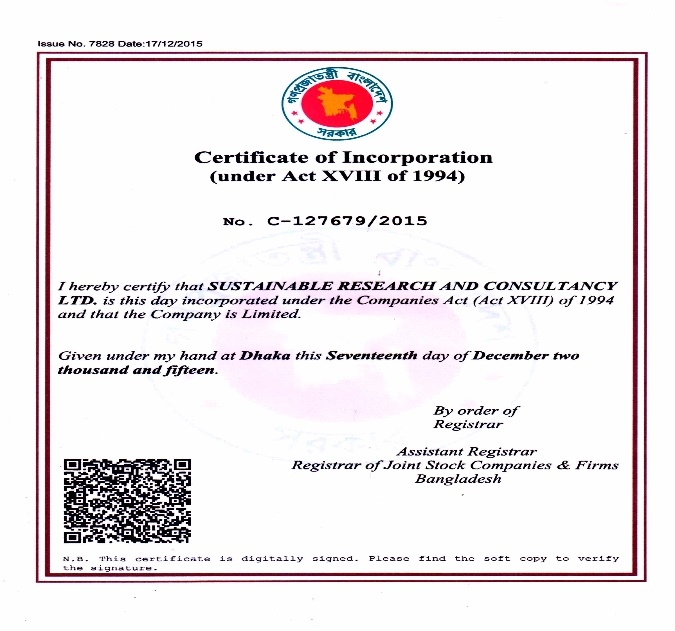 Issue No. 7828 Date:17/12/2015
গণপ্রজাতন্ত্রী বাংলাদেশ
সরকার
Certificate of Incorporation
(under Act XVIII of 1994)
No. C-127679/2015
I hereby certify that SUSTAINABLE RESEARCH AND CONSULTANCY
LTD. is this day incorporated under the Companies Act (Act XVIII) of 1994
and that the Company is Limited.
Given under my hand at Dhaka this Seventeenth day of December two
thousand and fifteen.
By order of
Registrar
Assistant Registrar
Registrar of Joint Stock Companies & Firms
Bangladesh
N.B. This certificate is digitally signed. Please find the soft copy to verify
the signature.